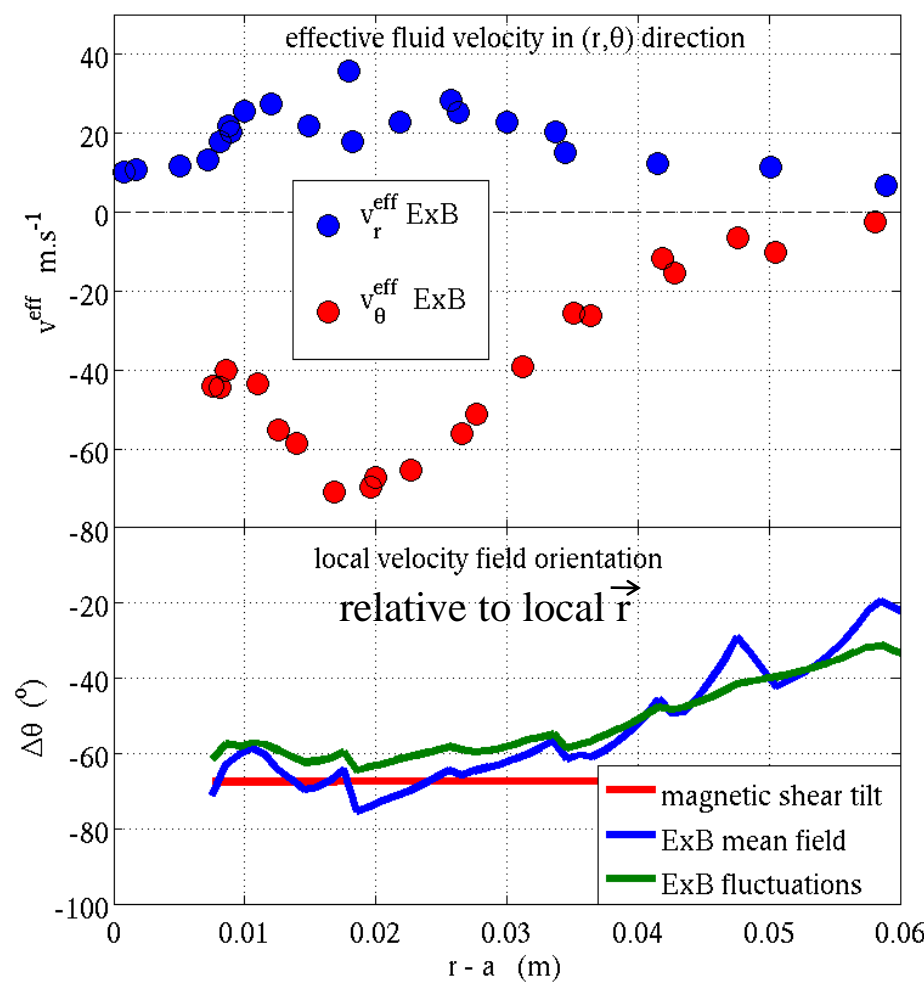 effective fluid velocity in (r,θ) direction
40
20
0
-20
-40
-60
-80
v^eff m.s^-1
v_r^eff ExB
v_θ^eff ExB
local velocity field orientation
relative to local r⃗
-20
-40
-60
-80
-100
Δθ (°)
magnetic shear tilt
ExB mean field
ExB fluctuations
0 0.01 0.02 0.03 0.04 0.05 0.06
r - a (m)